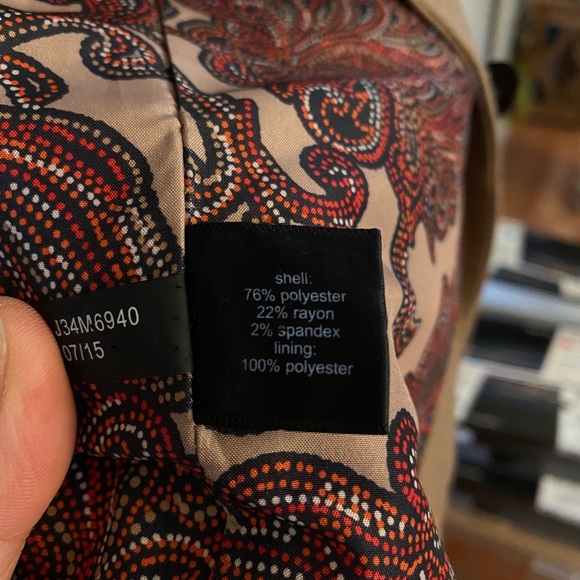 J34M6940
07/15
shell:
76% polyester
22% rayon
2% spandex
lining:
100% polyester